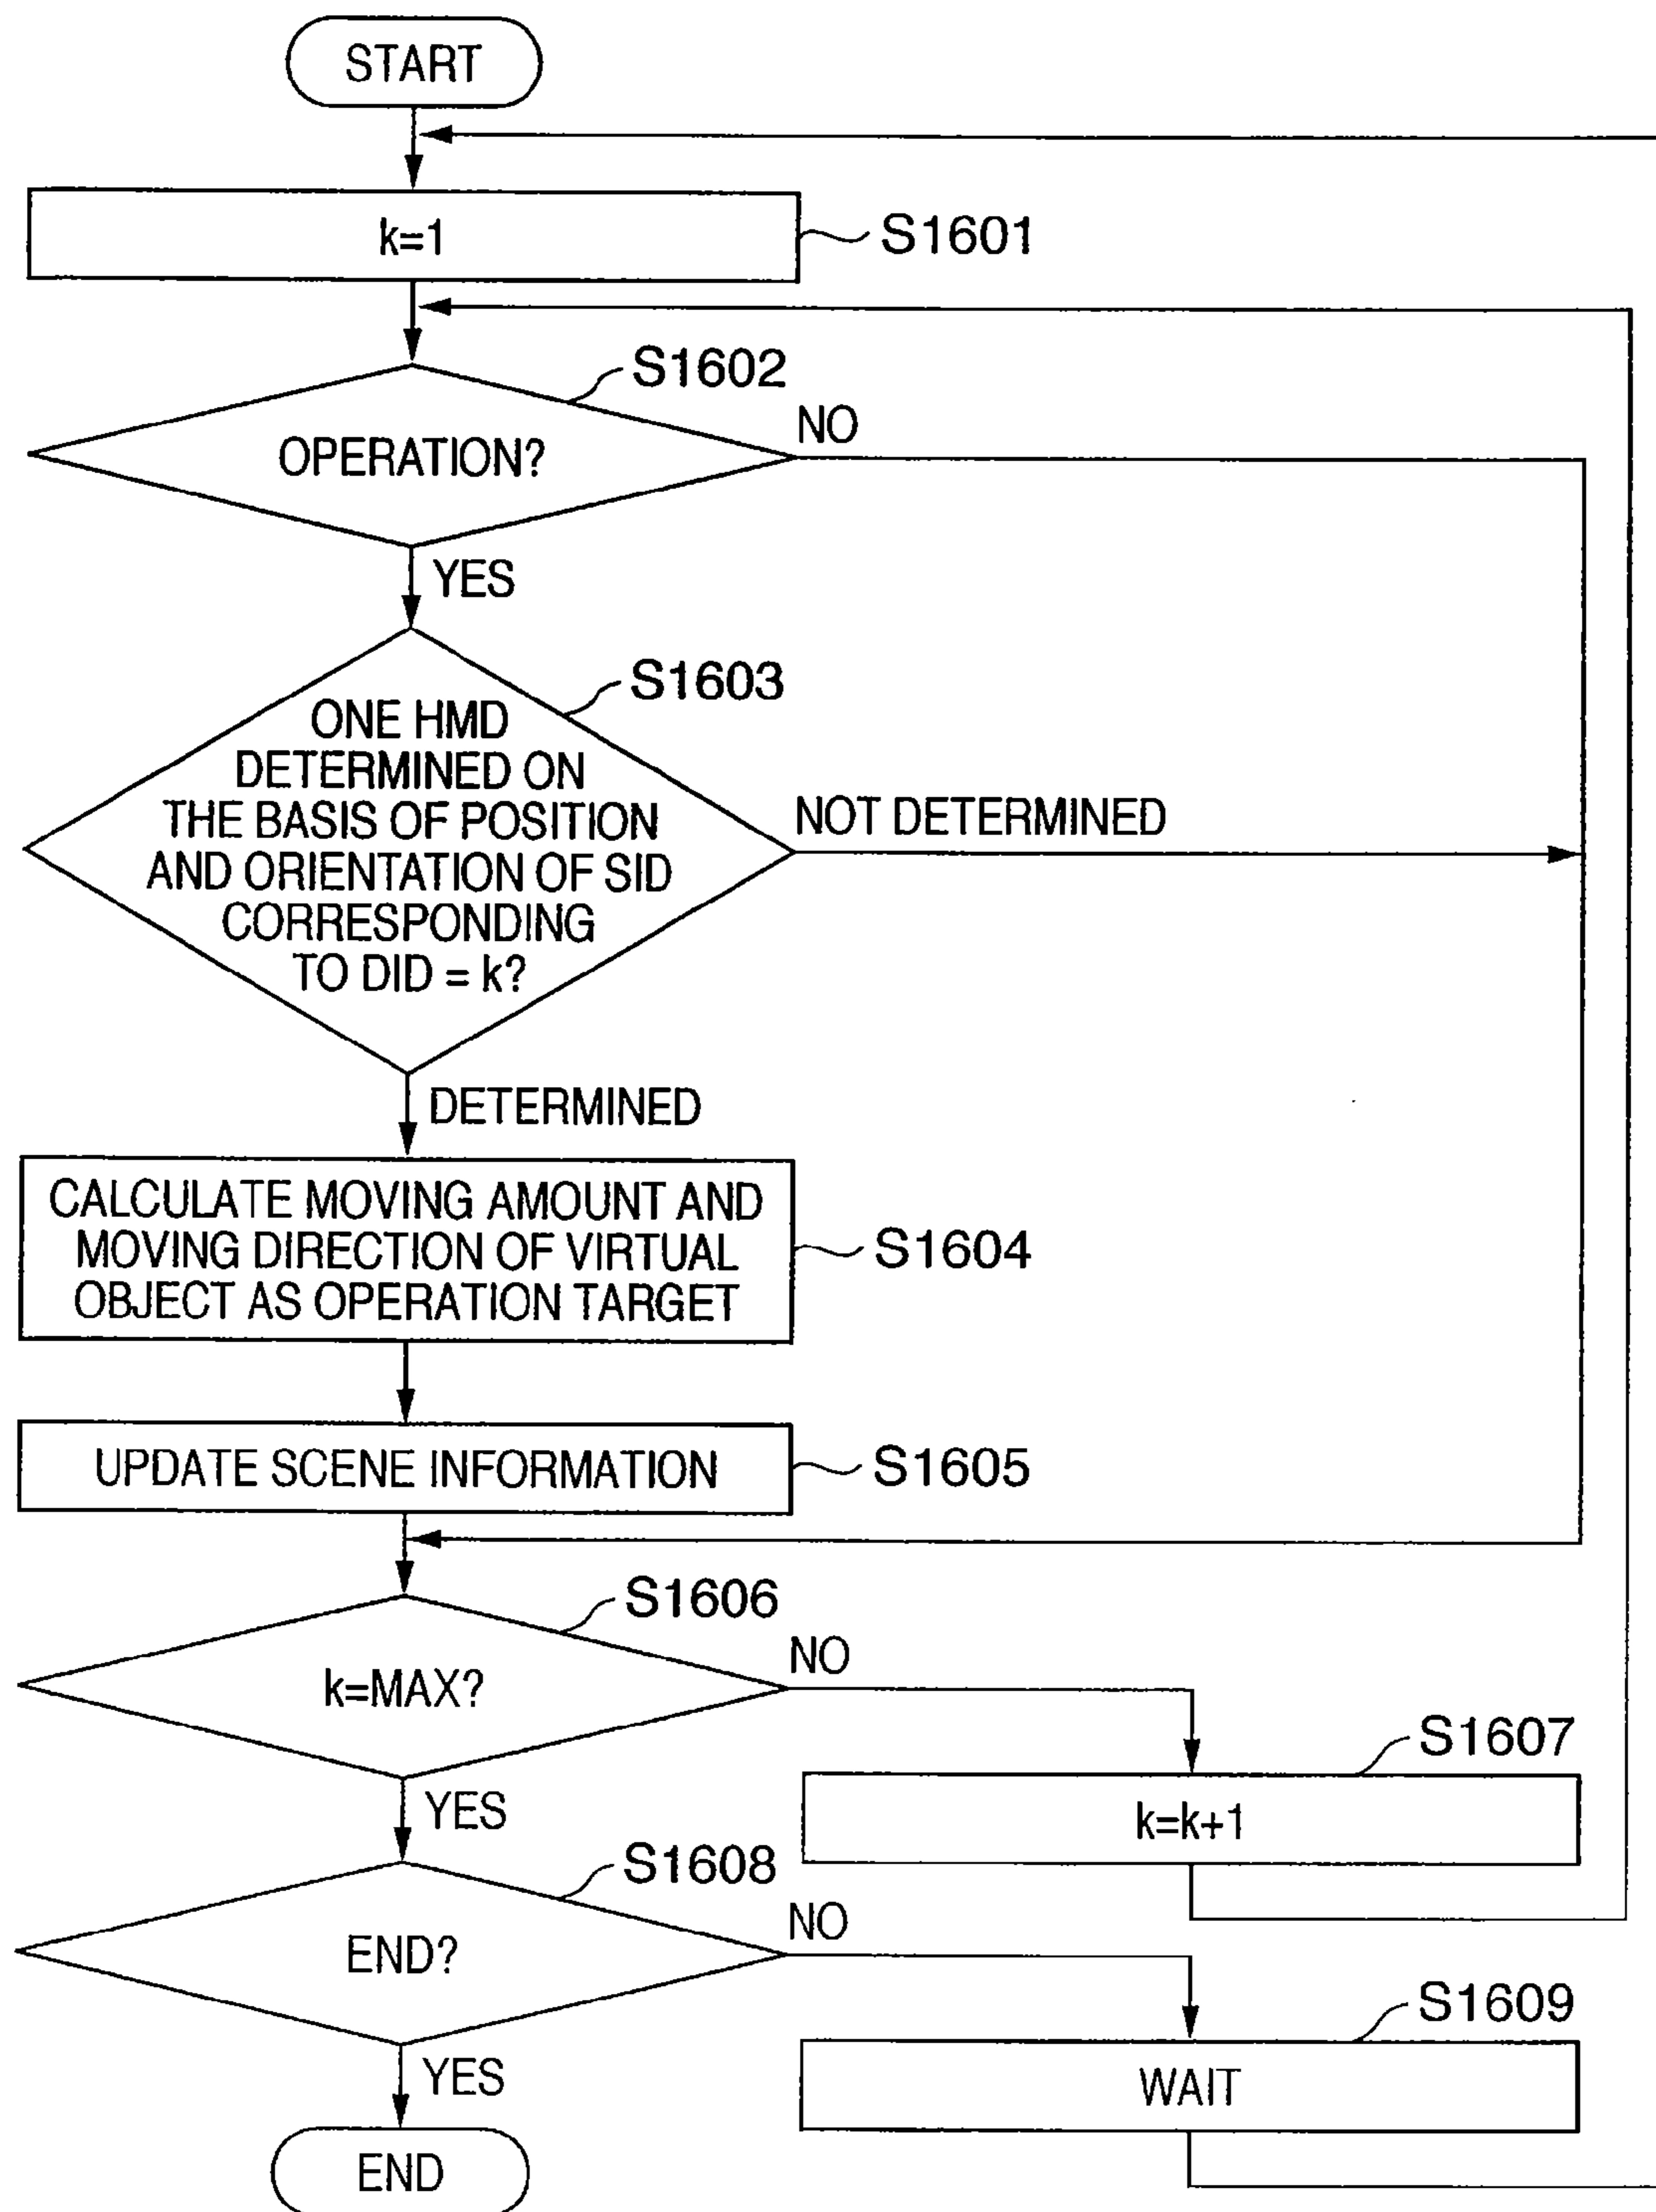 START
k=1
S1601
S1602
OPERATION?
NO
YES
S1603
ONE HMD
DETERMINED ON
THE BASIS OF POSITION
AND ORIENTATION OF SID
CORRESPONDING
TO DID = k?
NOT DETERMINED
DETERMINED
CALCULATE MOVING AMOUNT AND
MOVING DIRECTION OF VIRTUAL
OBJECT AS OPERATION TARGET
S1604
UPDATE SCENE INFORMATION
S1605
S1606
k=MAX?
NO
YES
S1607
k=k+1
S1608
END?
NO
YES
S1609
WAIT
END